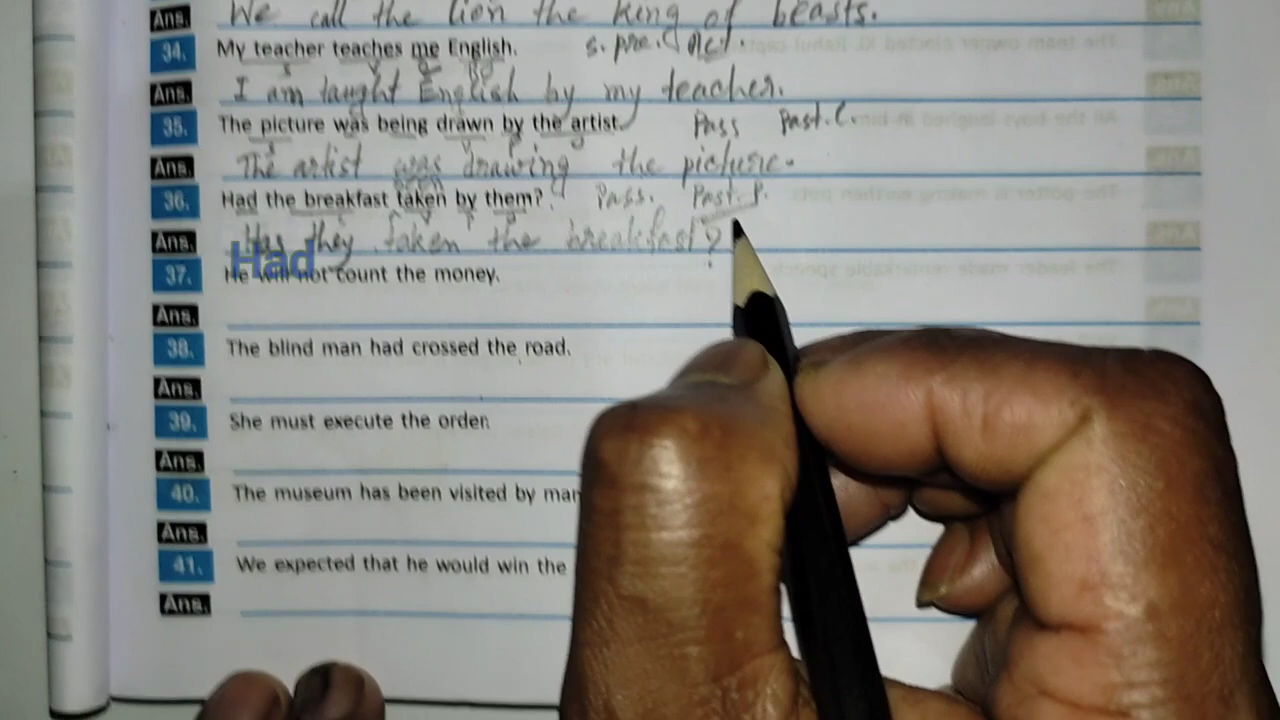 Ans. We call the lion the king of beasts.
34. My teacher teaches me English. S. pre. Act.
Ans. I am taught English by my teacher.
35. The picture was being drawn by the artist. Pass Past. C.
Ans. The artist was drawing the picture.
been
36. Had the breakfast taken by them? Pass. Past. P.
Ans. Has they taken the breakfast?
Had
37. He will not count the money.
Ans.
38. The blind man had crossed the road.
Ans.
39. She must execute the order.
Ans.
40. The museum has been visited by
Ans.
41. We expected that he would win the
Ans.